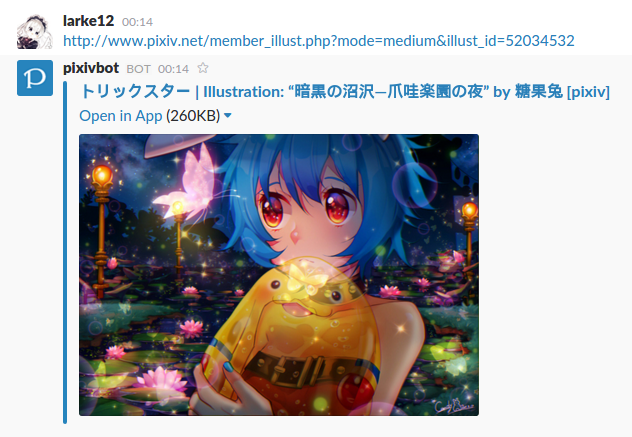 larke12 00:14
http://www.pixiv.net/member_illust.php?mode=medium&illust_id=52034532
pixivbot BOT 00:14
トリックスター | Illustration: “暗黒の沼沢—爪哇楽園の夜” by 糖果兔 [pixiv]
Open in App (260KB)